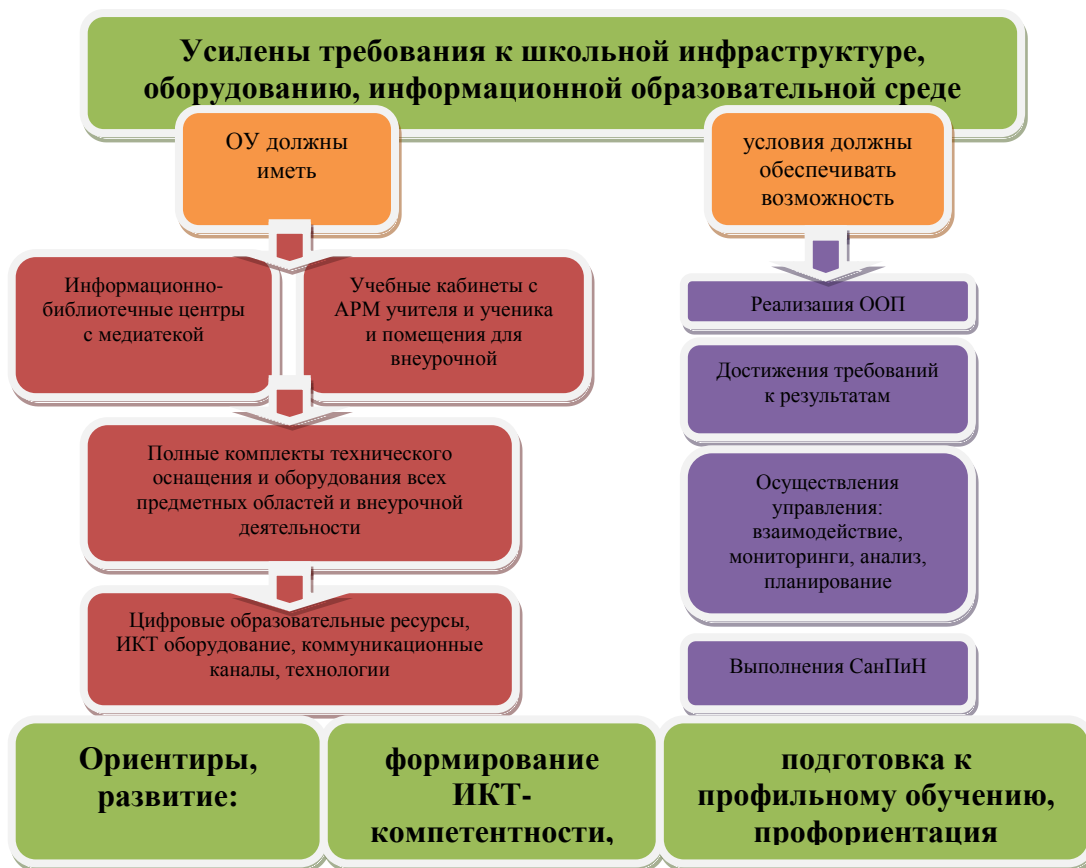 Усилены требования к школьной инфраструктуре,
оборудованию, информационной образовательной среде
ОУ должны
иметь
условия должны
обеспечивать
возможность
Информационно-
библиотечные центры
с медиатекой
Учебные кабинеты с
АРМ учителя и ученика
и помещения для
внеурочной
Полные комплекты технического
оснащения и оборудования всех
предметных областей и внеурочной
деятельности
Цифровые образовательные ресурсы,
ИКТ оборудование, коммуникационные
каналы, технологии
Реализация ООП
Достижения требований
к результатам
Осуществления
управления:
взаимодействие,
мониторинги, анализ,
планирование
Выполнения СанПиН
Ориентиры,
развитие:
формирование
ИКТ-
компетентности,
подготовка к
профильному обучению,
профориентация